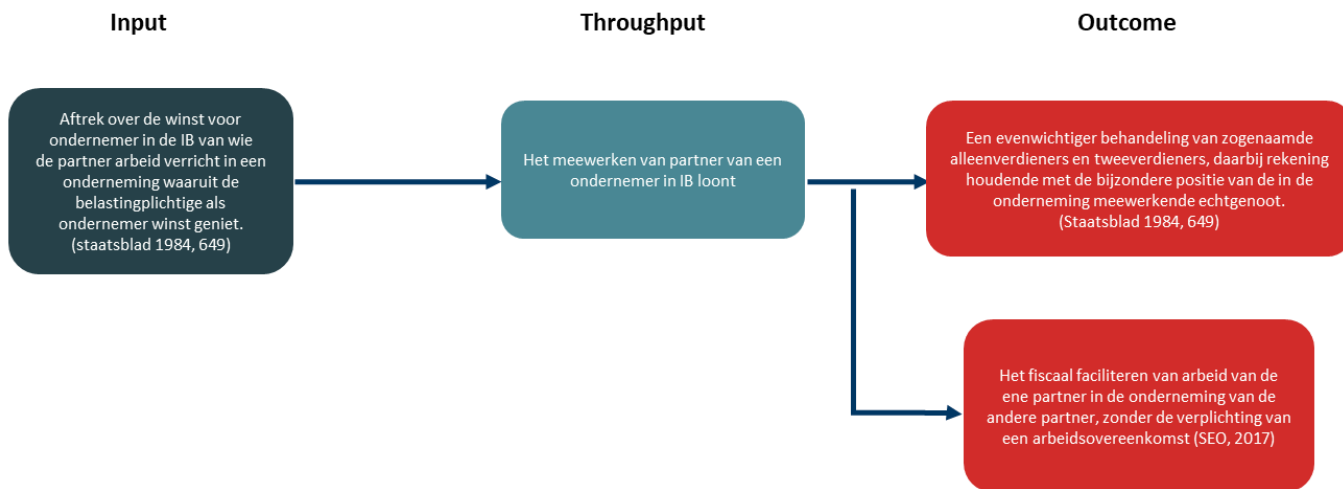 Input
Throughput
Outcome
Aftrek over de winst voor
ondernemer in de IB van wie
de partner arbeid verricht in een
onderneming waaruit de
belastingplichtige als
ondernemer winst geniet.
(staatsblad 1984, 649)
Het meewerken van partner van een
ondernemer in IB loont
Een evenwichtiger behandeling van zogenaamde
alleenverdieners en tweeverdieners, daarbij rekening
houdende met de bijzondere positie van de in de
onderneming meewerkende echtgenoot.
(Staatsblad 1984, 649)
Het fiscaal faciliteren van arbeid van de
ene partner in de onderneming van de
andere partner, zonder de verplichting van
een arbeidsovereenkomst (SEO, 2017)